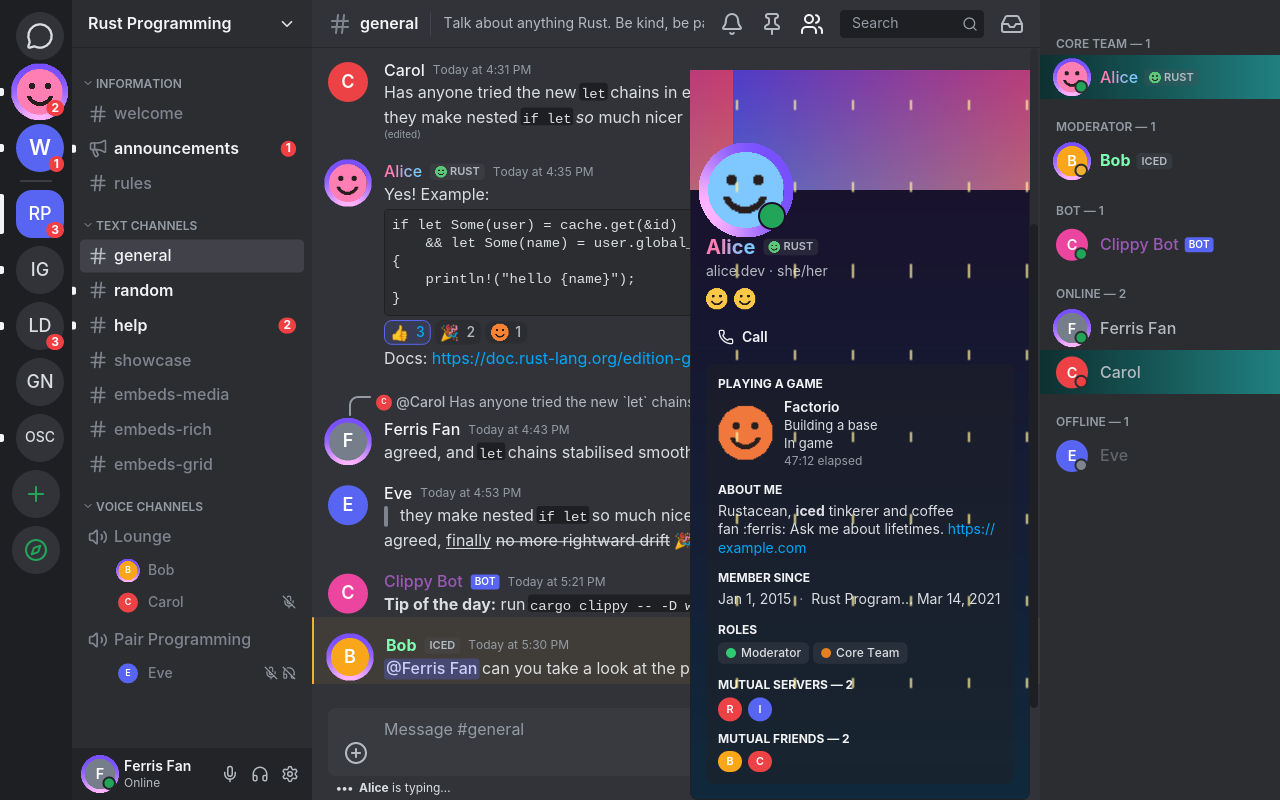 2
W
1
RP
3
IG
LD
3
GN
OSC
Rust Programming
INFORMATION
welcome
announcements
1
rules
TEXT CHANNELS
general
random
help
2
showcase
embeds-media
embeds-rich
embeds-grid
VOICE CHANNELS
Lounge
B Bob
C Carol
Pair Programming
E Eve
F
Ferris Fan
Online
general
Talk about anything Rust. Be kind, be pa
Search
C
Carol Today at 4:31 PM
Has anyone tried the new let chains in e
they make nested if let so much nicer
(edited)
Alice RUST Today at 4:35 PM
Yes! Example:
if let Some(user) = cache.get(&id)
&& let Some(name) = user.global_
{
println!("hello {name}");
}
👍 3 🎉 2 1
Docs: https://doc.rust-lang.org/edition-g
C @Carol Has anyone tried the new `let` chains
F
Ferris Fan Today at 4:43 PM
agreed, and let chains stabilised smooth
E
Eve Today at 4:53 PM
they make nested if let so much nice
agreed, finally no more rightward drift 🎉
C
Clippy Bot BOT Today at 5:21 PM
Tip of the day: run cargo clippy -- -D w
B
Bob ICED Today at 5:30 PM
@Ferris Fan can you take a look at the p
Message #general
Alice is typing...
Alice RUST
alice.dev · she/her
Call
PLAYING A GAME
Factorio
Building a base
In game
47:12 elapsed
ABOUT ME
Rustacean, iced tinkerer and coffee
fan :ferris: Ask me about lifetimes. https://
example.com
MEMBER SINCE
Jan 1, 2015 · Rust Program... Mar 14, 2021
ROLES
Moderator
Core Team
MUTUAL SERVERS — 2
R I
MUTUAL FRIENDS — 2
B C
CORE TEAM — 1
Alice RUST
MODERATOR — 1
B Bob ICED
BOT — 1
C Clippy Bot BOT
ONLINE — 2
F Ferris Fan
C Carol
OFFLINE — 1
E Eve